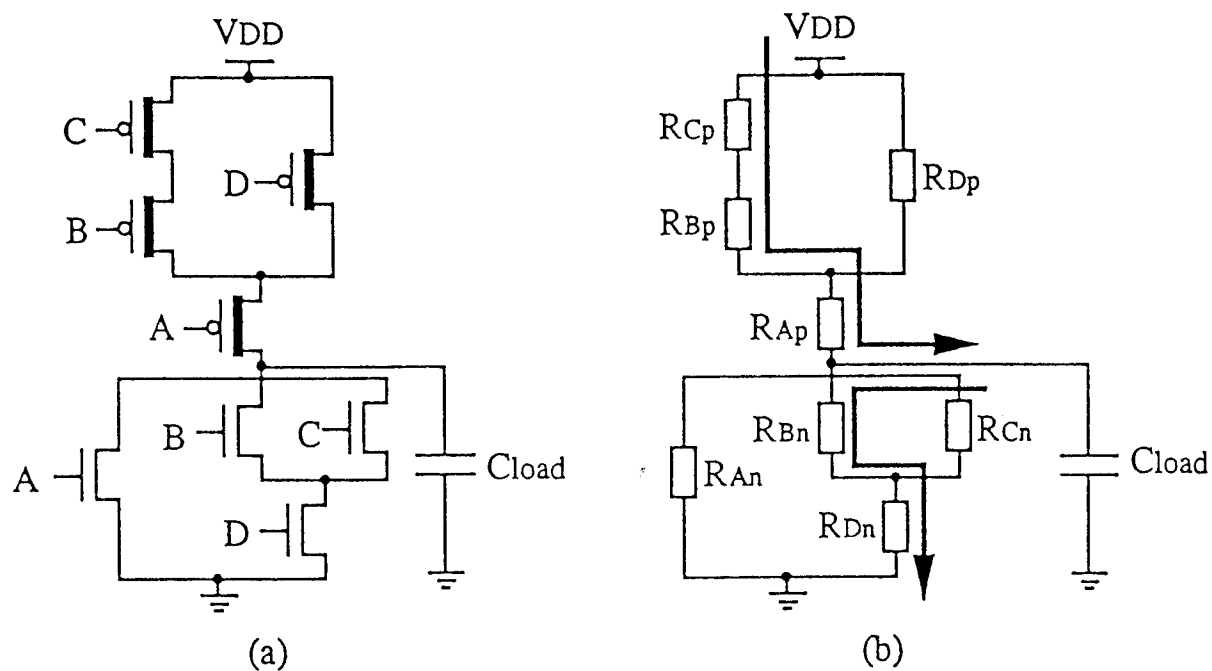 VDD
C
D
B
A
B
C
A
D
Cload
(a)
VDD
RCp
RDp
RBp
RAp
RBn
RCn
RAn
RDn
Cload
(b)